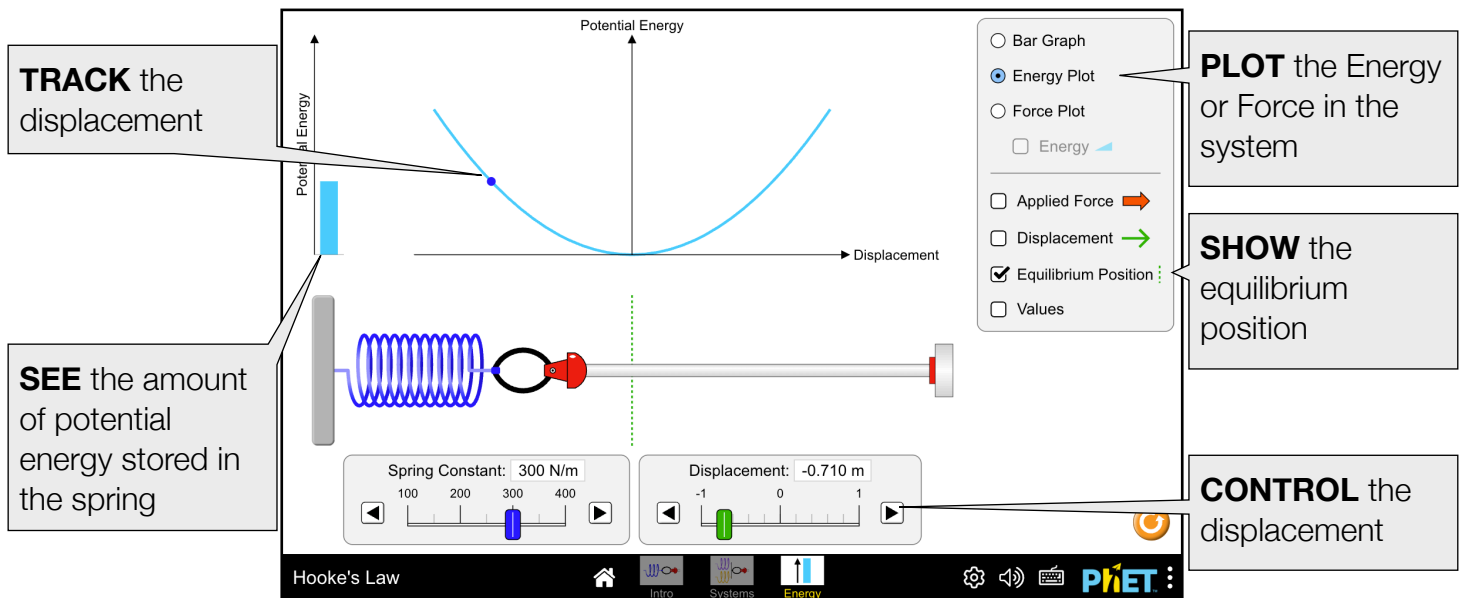 TRACK the
displacement
SEE the amount
of potential
energy stored in
the spring
Potential Energy
Potential Energy
Displacement
Bar Graph
Energy Plot
Force Plot
Energy
Applied Force
Displacement
Equilibrium Position
Values
PLOT the Energy
or Force in the
system
SHOW the
equilibrium
position
CONTROL the
displacement
Spring Constant: 300 N/m
100 200 300 400
Displacement: -0.710 m
-1 0 1
Hooke's Law
Intro
Systems
Energy
PhET